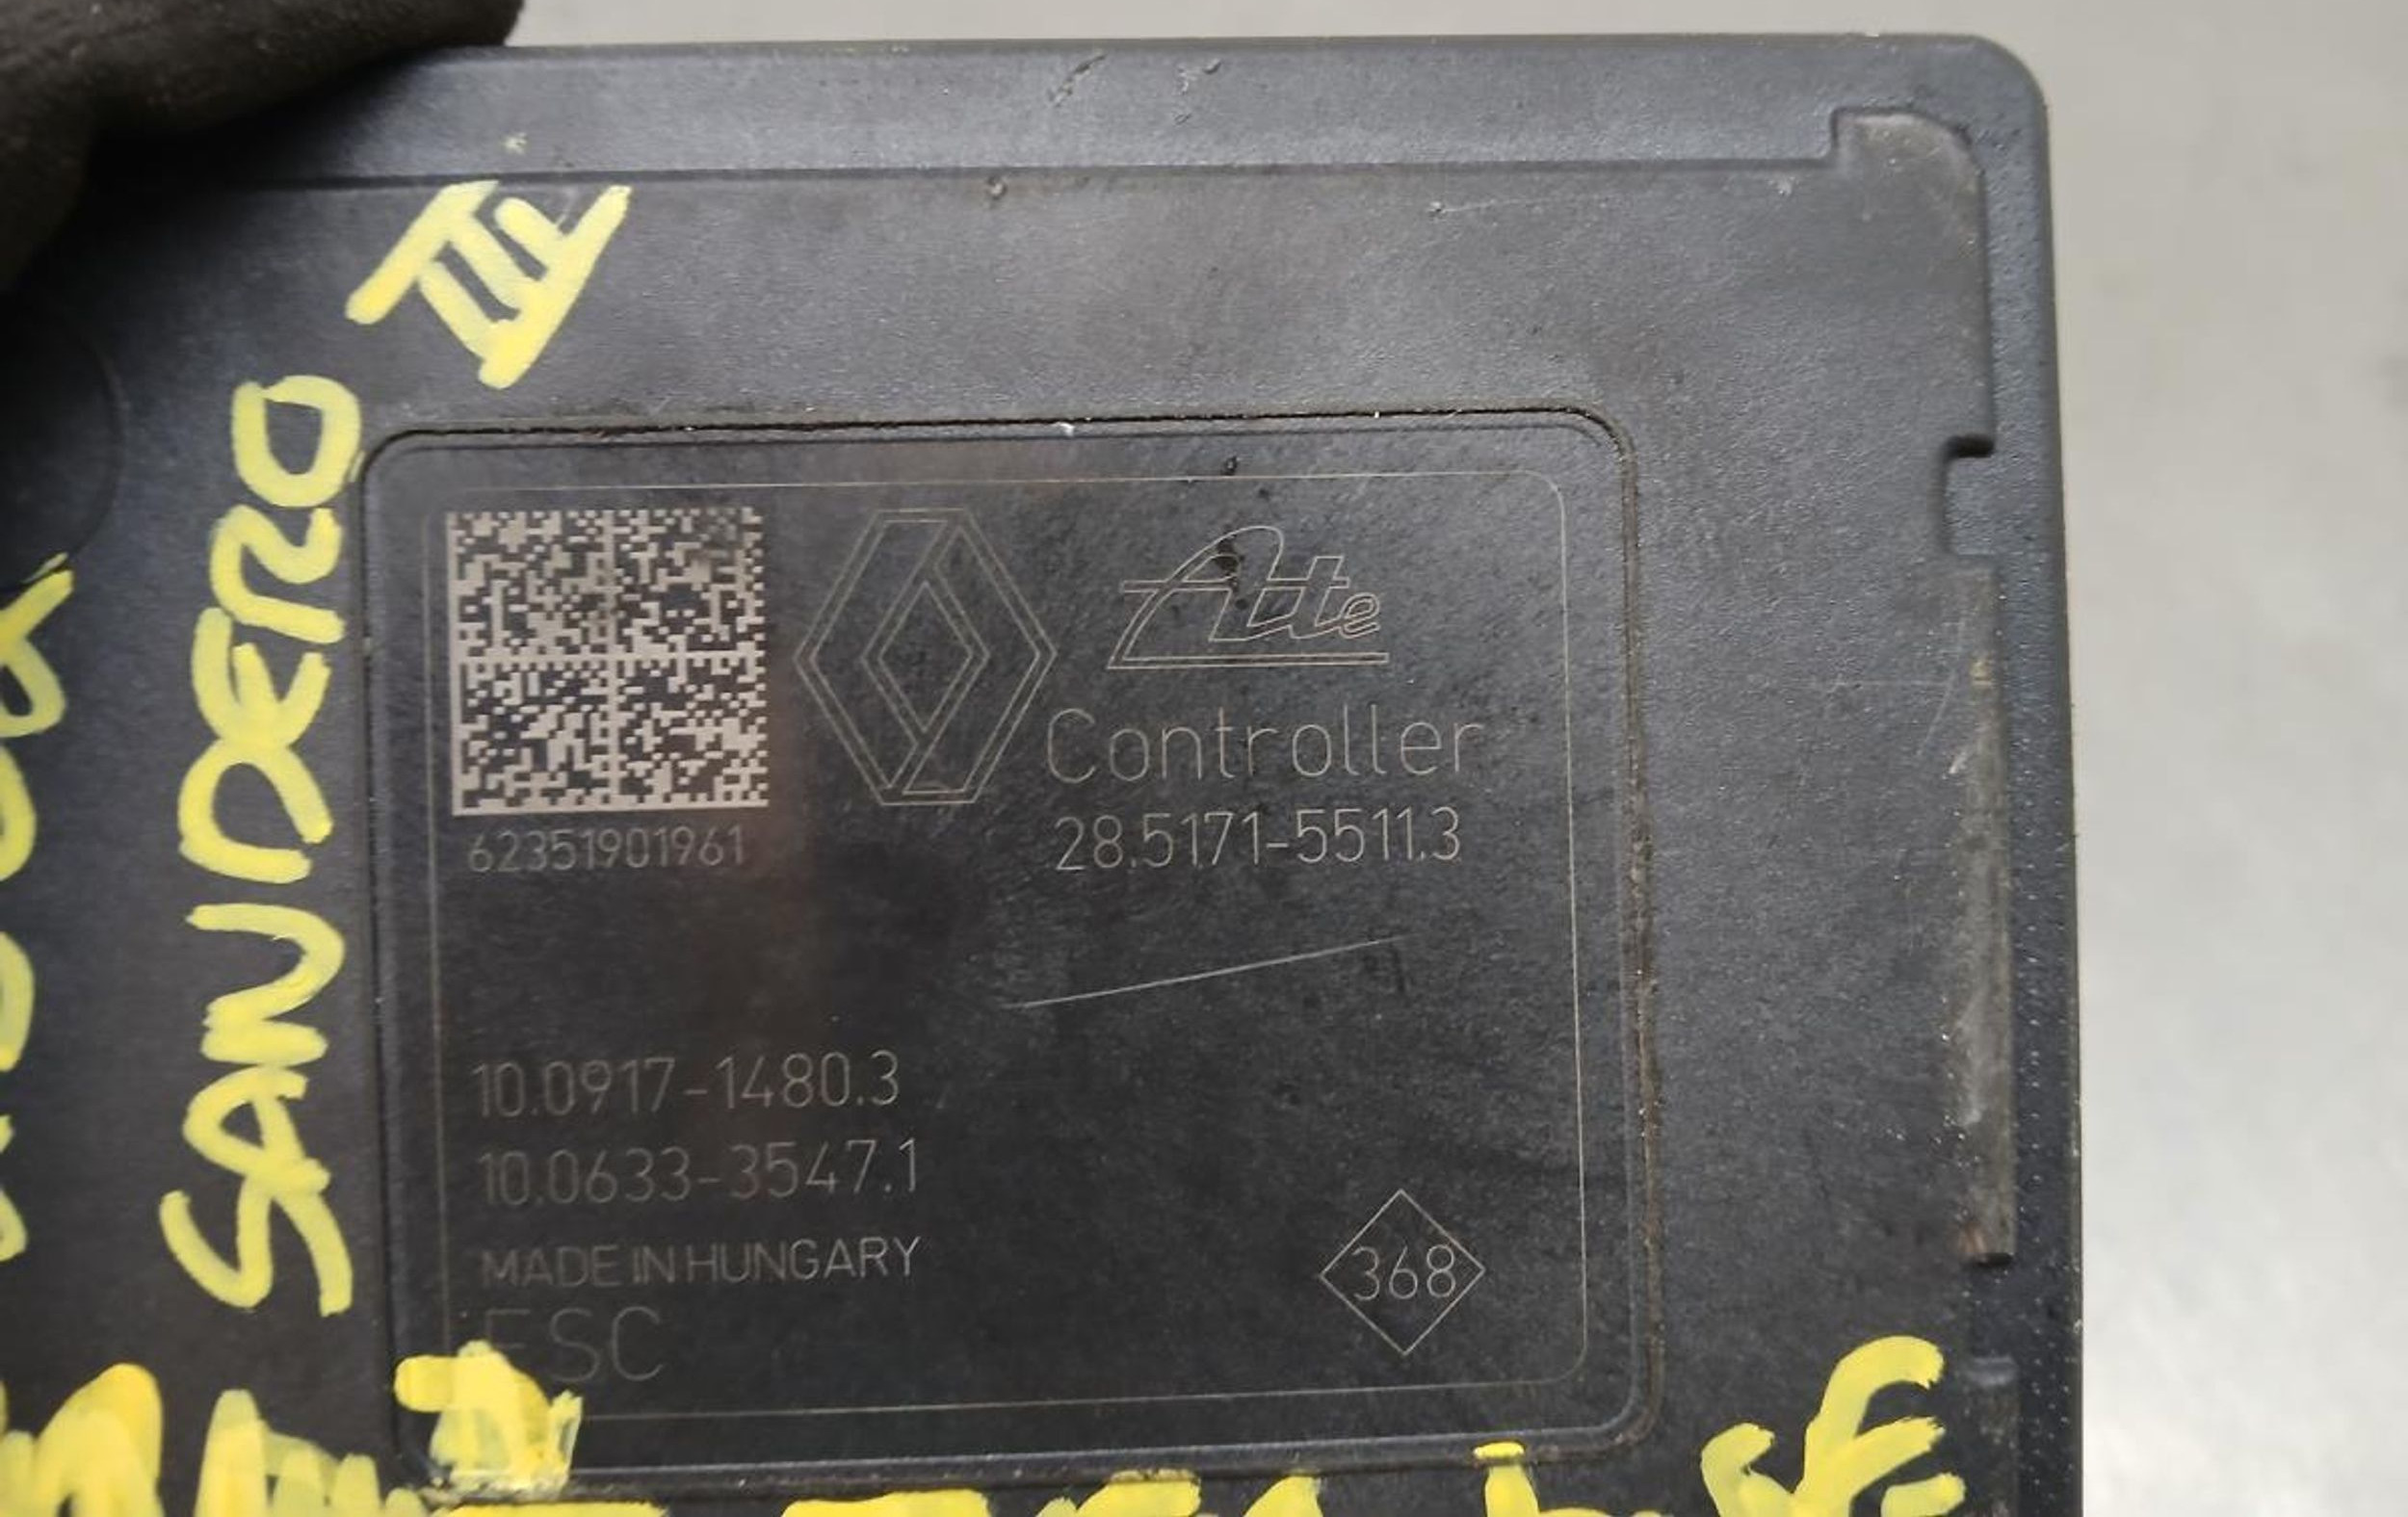 SANDERO III
Ate
Controller
28.5171-5511.3
62351901961
10.0917-1480.3
10.0633-3547.1
MADE IN HUNGARY
368
ESC